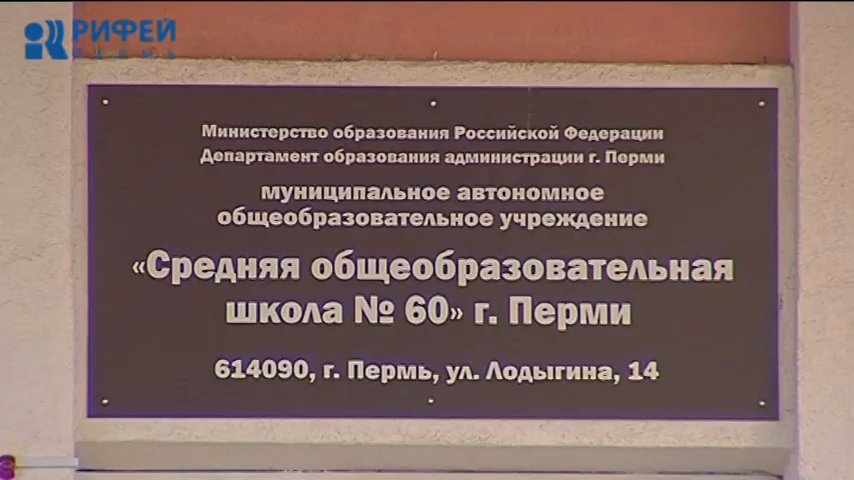 РИФЕЙ
ПЕРМЬ
Министерство образования Российской Федерации
Департамент образования администрации г. Перми
муниципальное автономное
общеобразовательное учреждение
«Средняя общеобразовательная
школа № 60» г. Перми
614090, г. Пермь, ул. Лодыгина, 14